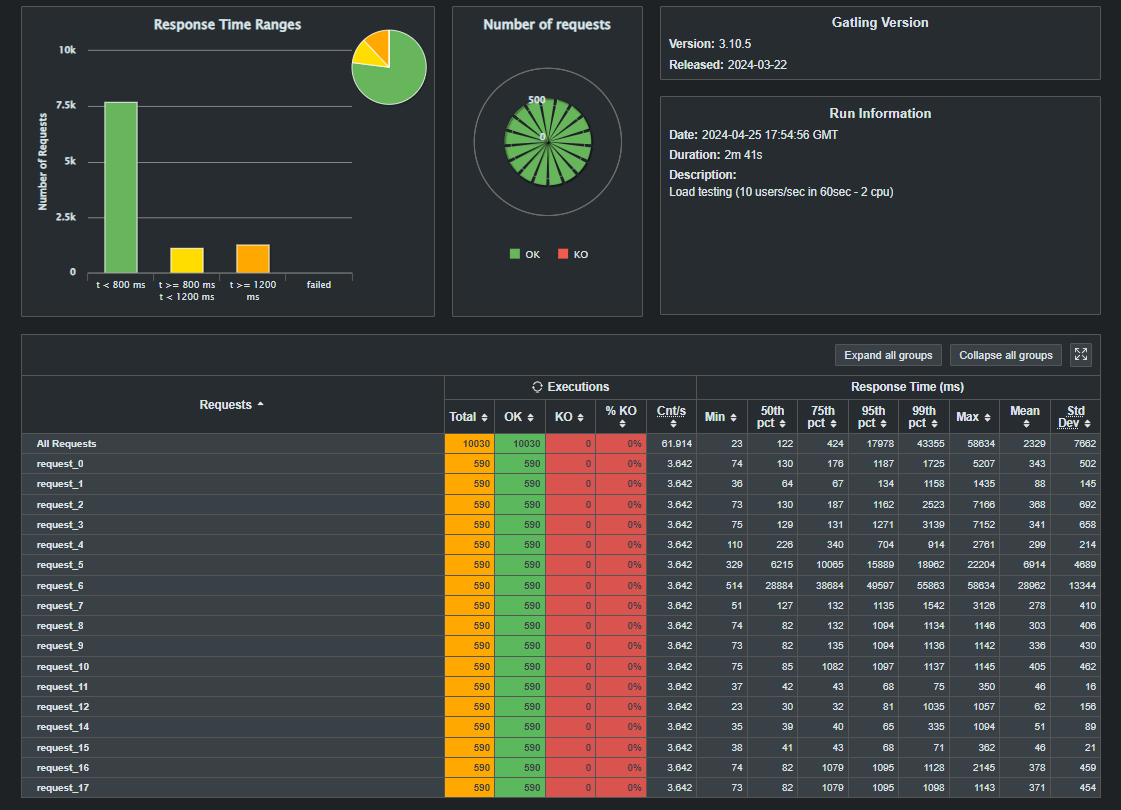 Response Time Ranges
Number of Requests
10k
7.5k
5k
2.5k
0
t < 800 ms
t >= 800 ms
t < 1200 ms
t >= 1200
ms
failed
Number of requests
500
0
OK
KO
Gatling Version
Version: 3.10.5
Released: 2024-03-22
Run Information
Date: 2024-04-25 17:54:56 GMT
Duration: 2m 41s
Description:
Load testing (10 users/sec in 60sec - 2 cpu)
Expand all groups Collapse all groups
Requests Executions Response Time (ms)
Total OK KO % KO Cnt/s Min 50th pct 75th pct 95th pct 99th pct Max Mean Std Dev
All Requests 10030 10030 0 0% 61.914 23 122 424 17978 43355 58634 2329 7662
request_0 590 590 0 0% 3.642 74 130 176 1187 1725 5207 343 502
request_1 590 590 0 0% 3.642 36 64 67 134 1158 1435 88 145
request_2 590 590 0 0% 3.642 73 130 187 1162 2523 7166 368 692
request_3 590 590 0 0% 3.642 75 129 131 1271 3139 7152 341 658
request_4 590 590 0 0% 3.642 110 226 340 704 914 2761 299 214
request_5 590 590 0 0% 3.642 329 6215 10065 15889 18962 22204 6914 4689
request_6 590 590 0 0% 3.642 514 28884 38684 49597 55863 58634 28962 13344
request_7 590 590 0 0% 3.642 51 127 132 1135 1542 3126 278 410
request_8 590 590 0 0% 3.642 74 82 132 1094 1134 1146 303 406
request_9 590 590 0 0% 3.642 73 82 135 1094 1136 1142 336 430
request_10 590 590 0 0% 3.642 75 85 1082 1097 1137 1145 405 462
request_11 590 590 0 0% 3.642 37 42 43 68 75 350 46 16
request_12 590 590 0 0% 3.642 23 30 32 81 1035 1057 62 156
request_14 590 590 0 0% 3.642 35 39 40 65 335 1094 51 89
request_15 590 590 0 0% 3.642 38 41 43 68 71 362 46 21
request_16 590 590 0 0% 3.642 74 82 1079 1095 1128 2145 378 459
request_17 590 590 0 0% 3.642 73 82 1079 1095 1098 1143 371 454